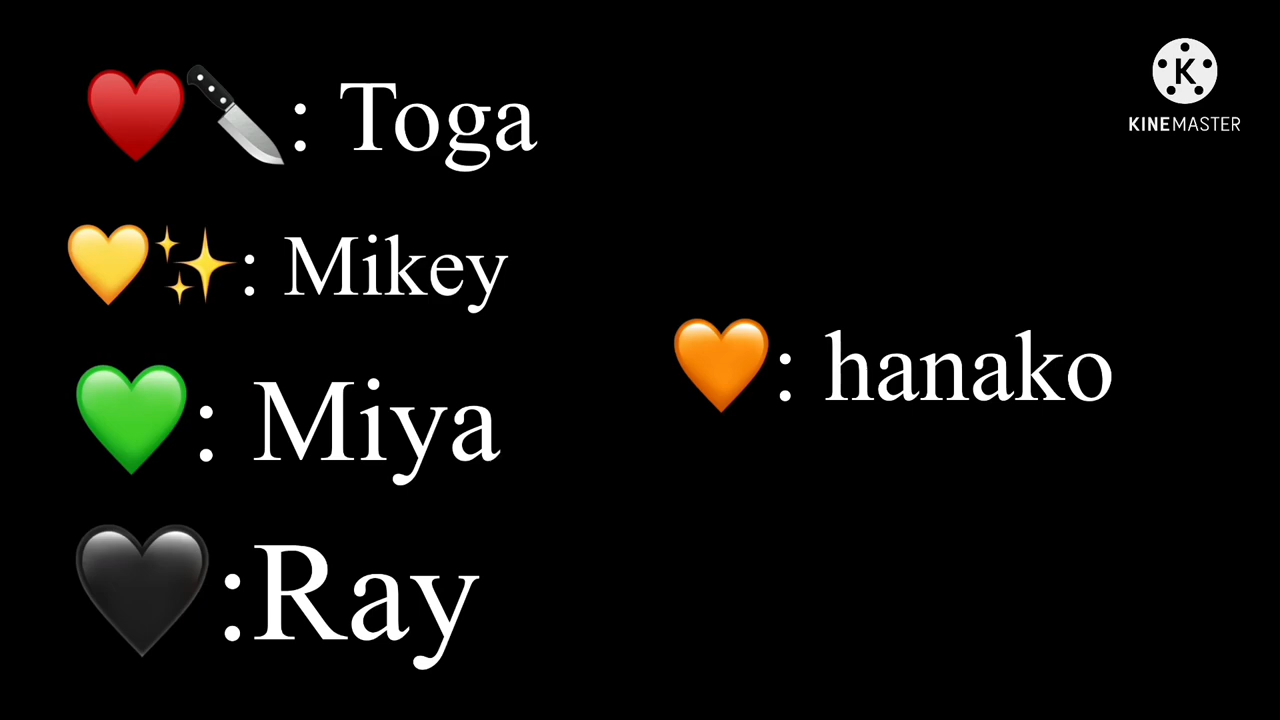 ♥️🔪: Toga
💛✨: Mikey
💚: Miya
🖤:Ray
🧡: hanako
K
KINEMASTER